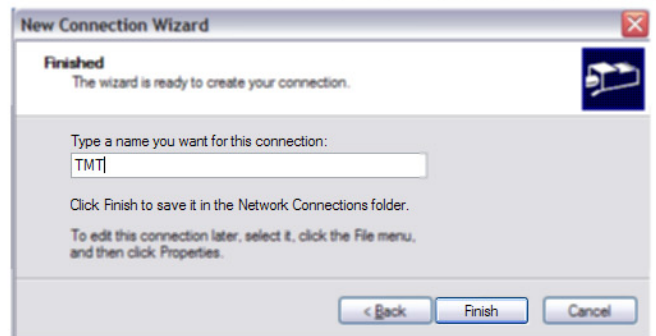 New Connection Wizard
Finished
The wizard is ready to create your connection.
Type a name you want for this connection:
TMT
Click Finish to save it in the Network Connections folder.
To edit this connection later, select it, click the File menu,
and then click Properties.
< Back
Finish
Cancel